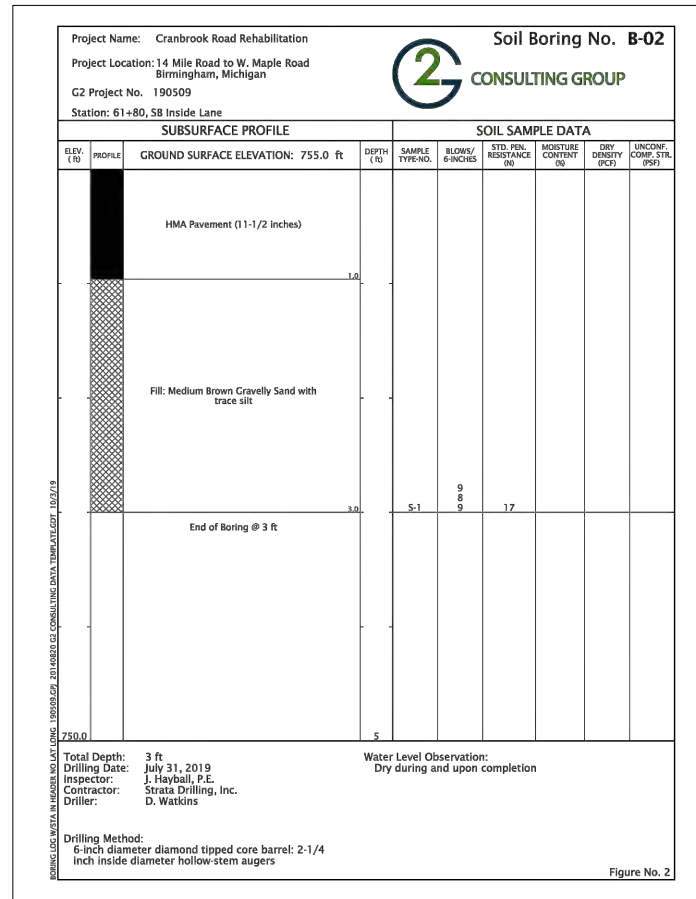 Project Name: Cranbrook Road Rehabilitation
Project Location: 14 Mile Road to W. Maple Road
Birmingham, Michigan
G2 Project No. 190509
Station: 61+80, SB Inside Lane
Soil Boring No. B-02
G2 CONSULTING GROUP
SUBSURFACE PROFILE
SOIL SAMPLE DATA
ELEV. (ft)
PROFILE
GROUND SURFACE ELEVATION: 755.0 ft
DEPTH (ft)
SAMPLE TYPE-NO.
BLOWS/ 6-INCHES
STD. PEN. RESISTANCE (N)
MOISTURE CONTENT (%)
DRY DENSITY (PCF)
UNCONF. COMP. STR. (PSF)
HMA Pavement (11-1/2 inches)
1.0
Fill: Medium Brown Gravelly Sand with
trace silt
9
8
3.0 S-1 9 17
End of Boring @ 3 ft
750.0 5
Total Depth: 3 ft
Drilling Date: July 31, 2019
Inspector: J. Hayball, P.E.
Contractor: Strata Drilling, Inc.
Driller: D. Watkins
Water Level Observation:
Dry during and upon completion
Drilling Method:
6-inch diameter diamond tipped core barrel: 2-1/4
inch inside diameter hollow-stem augers
Figure No. 2
BORING LOG W/STA IN HEADER NO LAT LONG 190509.GPJ 20140820 G2 CONSULTING DATA TEMPLATE.GDT 10/3/19